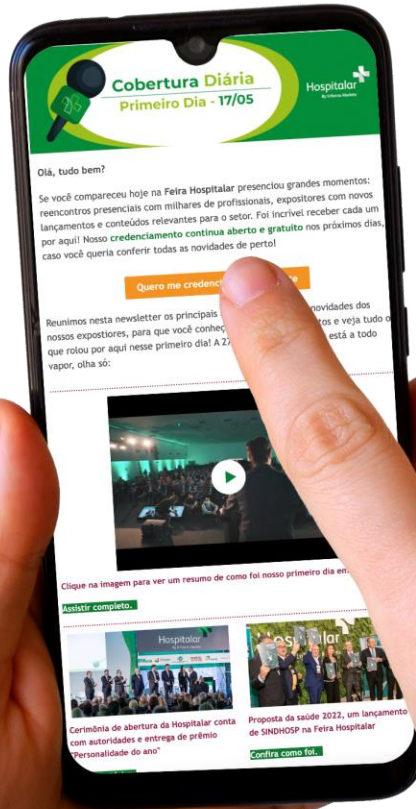 Cobertura Diária
Primeiro Dia - 17/05
Hospitalar
By Informa Markets
Olá, tudo bem?
Se você compareceu hoje na Feira Hospitalar presenciou grandes momentos:
reencontros presenciais com milhares de profissionais, expositores com novos
lançamentos e conteúdos relevantes para o setor. Foi incrível receber cada um
por aqui! Nosso credenciamento continua aberto e gratuito nos próximos dias,
caso você queria conferir todas as novidades de perto!
Quero me
Reunimos nesta newsletter os principais novidades dos
nossos expostiores, para que você e veja tudo o
que rolou por aqui nesse primeiro dia! A está a todo
vapor, olha só:
Clique na imagem para ver um resumo de como foi nosso primeiro dia
Assistir completo.
Hospitalar
Cerimônia de abertura da Hospitalar conta
com autoridades e entrega de prêmio
"Personalidade do ano"
Proposta da saúde 2022, um lançamento
de SINDHOSP na Feira Hospitalar
Confira como foi.